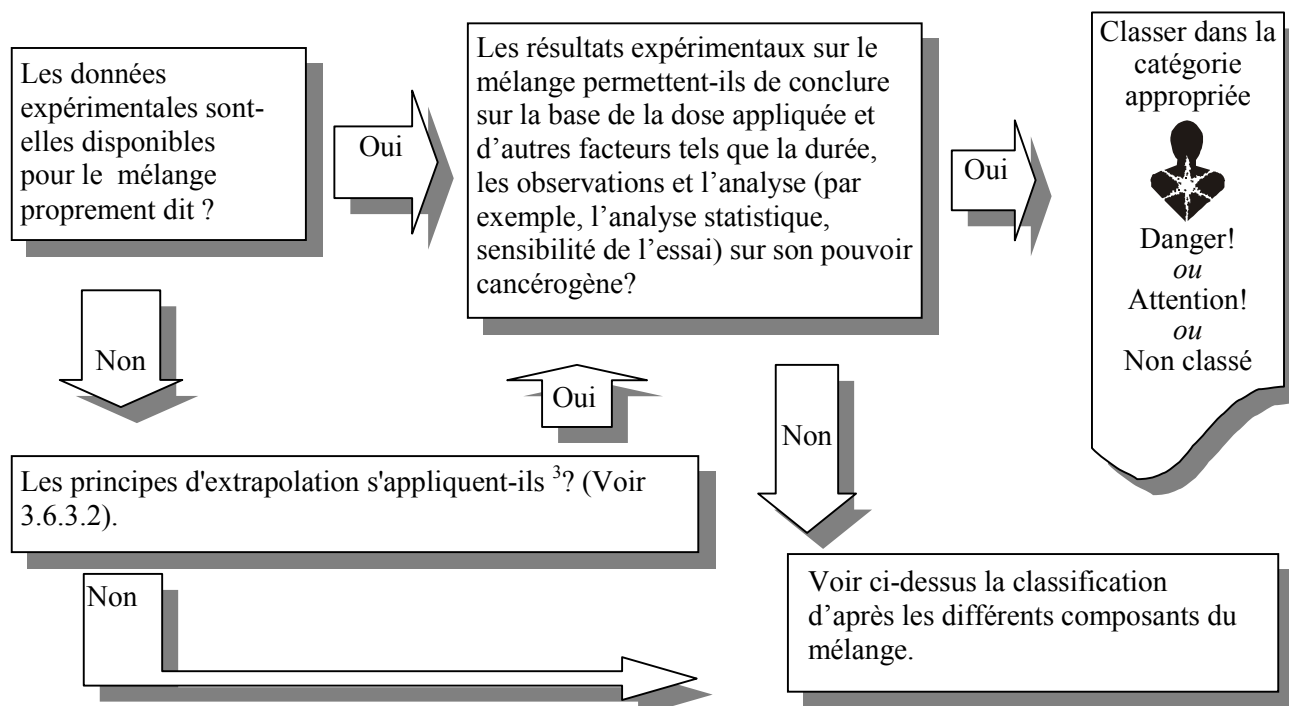 Les données
expérimentales sont-
elles disponibles
pour le mélange
proprement dit ?
Oui
Les résultats expérimentaux sur le
mélange permettent-ils de conclure
sur la base de la dose appliquée et
d’autres facteurs tels que la durée,
les observations et l’analyse (par
exemple, l’analyse statistique,
sensibilité de l’essai) sur son pouvoir
cancérogène?
Oui
Classer dans la
catégorie
appropriée
Danger!
ou
Attention!
ou
Non classé
Non
Oui
Non
Les principes d'extrapolation s'appliquent-ils ³? (Voir
3.6.3.2).
Non
Voir ci-dessus la classification
d’après les différents composants du
mélange.